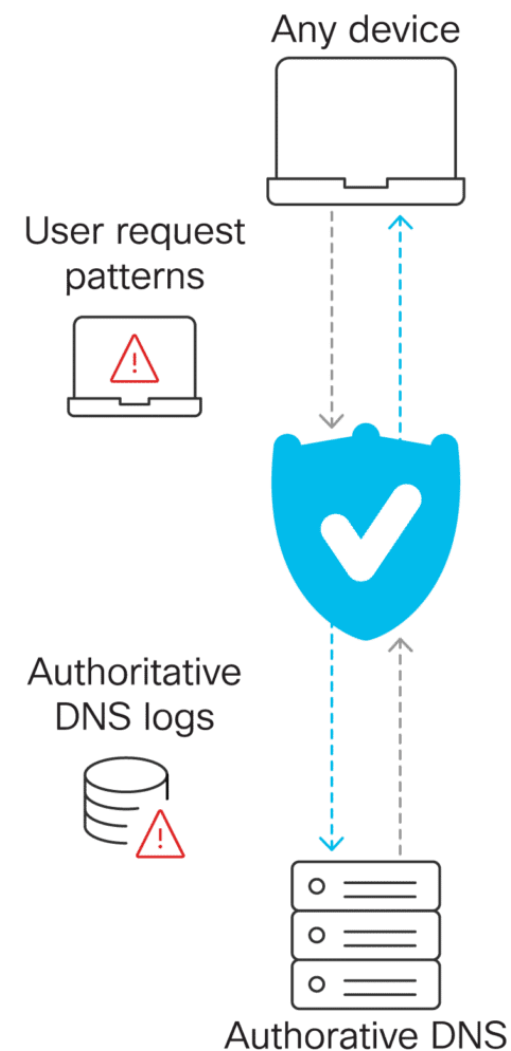 Any device
User request
patterns
Authoritative
DNS logs
Authorative DNS